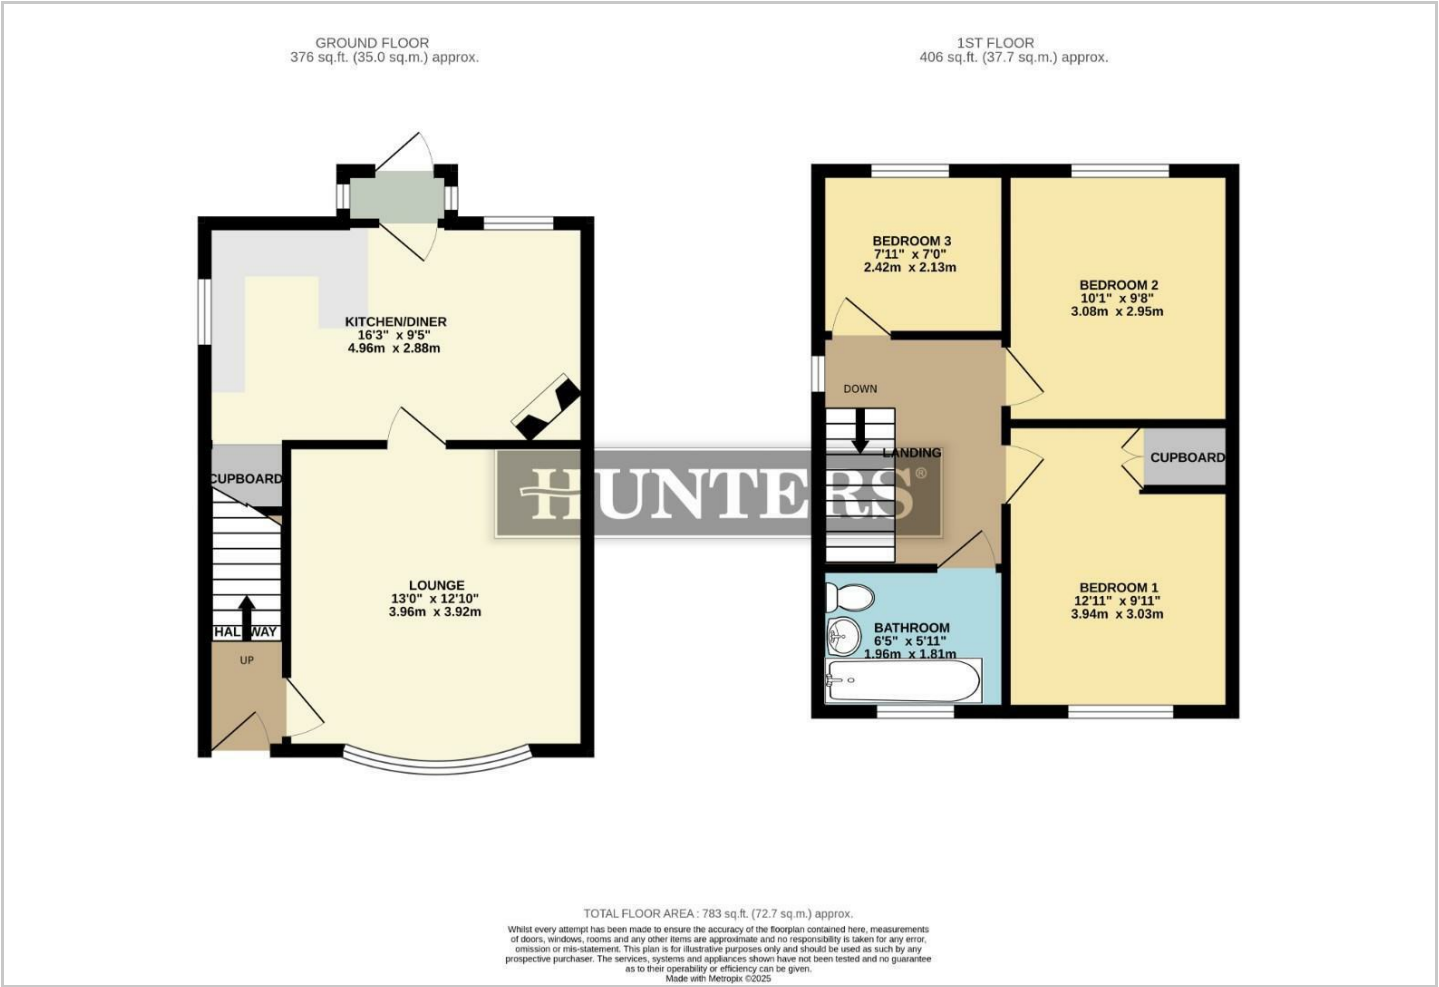 GROUND FLOOR
376 sq.ft. (35.0 sq.m.) approx.
1ST FLOOR
406 sq.ft. (37.7 sq.m.) approx.
KITCHEN/DINER
16'3" x 9'5"
4.96m x 2.88m
CUPBOARD
LOUNGE
13'0" x 12'10"
3.96m x 3.92m
HALLWAY
UP
HUNTERS®
BEDROOM 3
7'11" x 7'0"
2.42m x 2.13m
BEDROOM 2
10'1" x 9'8"
3.08m x 2.95m
DOWN
LANDING
CUPBOARD
BEDROOM 1
12'11" x 9'11"
3.94m x 3.03m
BATHROOM
6'5" x 5'11"
1.96m x 1.81m
TOTAL FLOOR AREA : 783 sq.ft. (72.7 sq.m.) approx.
Whilst every attempt has been made to ensure the accuracy of the floorplan contained here, measurements
of doors, windows, rooms and any other items are approximate and no responsibility is taken for any error,
omission or mis-statement. This plan is for illustrative purposes only and should be used as such by any
prospective purchaser. The services, systems and appliances shown have not been tested and no guarantee
as to their operability or efficiency can be given.
Made with Metropix ©2025